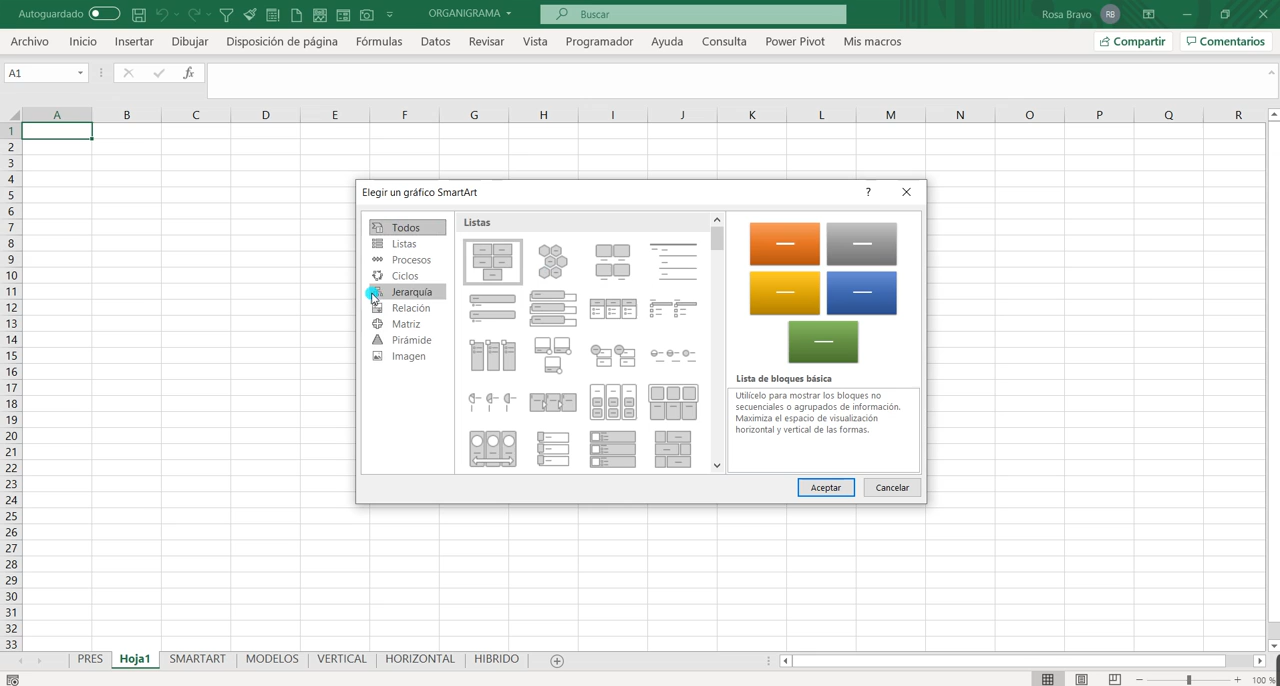 Autoguardado ORGANIGRAMA Buscar Rosa Bravo RB
Archivo Inicio Insertar Dibujar Disposición de página Fórmulas Datos Revisar Vista Programador Ayuda Consulta Power Pivot Mis macros Compartir Comentarios
A1 fx
A B C D E F G H I J K L M N O P Q R
1
2
3
4
5
6
7
8
9
10
11
12
13
14
15
16
17
18
19
20
21
22
23
24
25
26
27
28
29
30
31
32
33
Elegir un gráfico SmartArt ?
Todos
Listas
Procesos
Ciclos
Jerarquía
Relación
Matriz
Pirámide
Imagen
Listas
Lista de bloques básica
Utilícelo para mostrar los bloques no
secuenciales o agrupados de información.
Maximiza el espacio de visualización
horizontal y vertical de las formas.
Aceptar Cancelar
PRES Hoja1 SMARTART MODELOS VERTICAL HORIZONTAL HIBRIDO
100 %